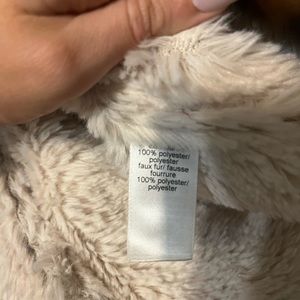 100% polyester/
polyester
faux fur/ fausse
fourrure
100% polyester/
polyester